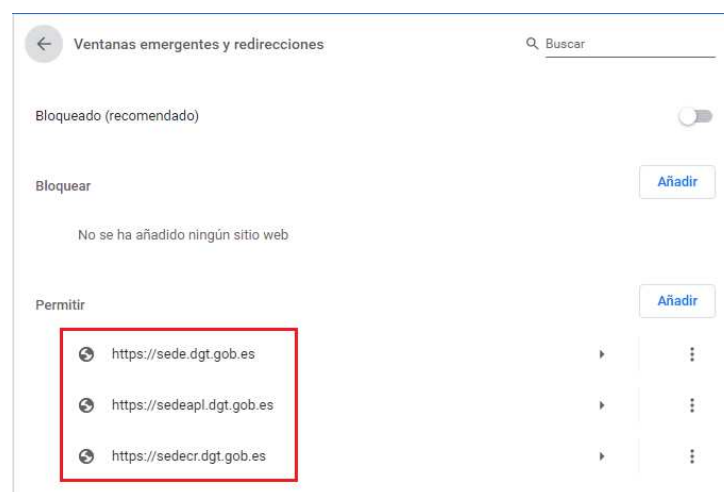 Ventanas emergentes y redirecciones
Buscar
Bloqueado (recomendado)
Bloquear
Añadir
No se ha añadido ningún sitio web
Permitir
Añadir
https://sede.dgt.gob.es
https://sedeapl.dgt.gob.es
https://sedecr.dgt.gob.es